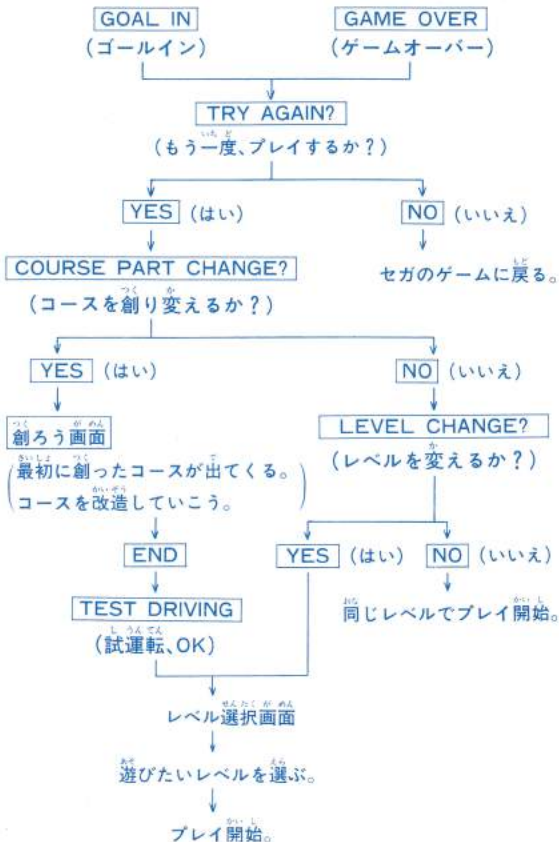 GOAL IN GAME OVER
(ゴールイン) (ゲームオーバー)
TRY AGAIN?
(もう一度、プレイするか?)
YES (はい) NO (いいえ)
COURSE PART CHANGE? セガのゲームに戻る。
(コースを創り変えるか?)
YES (はい) NO (いいえ)
創ろう画面 LEVEL CHANGE?
(最初に創ったコースが出てくる。 (レベルを変えるか?)
コースを改造していこう。)
END YES (はい) NO (いいえ)
TEST DRIVING 同じレベルでプレイ開始。
(試運転、OK)
レベル選択画面
遊びたいレベルを選ぶ。
プレイ開始。